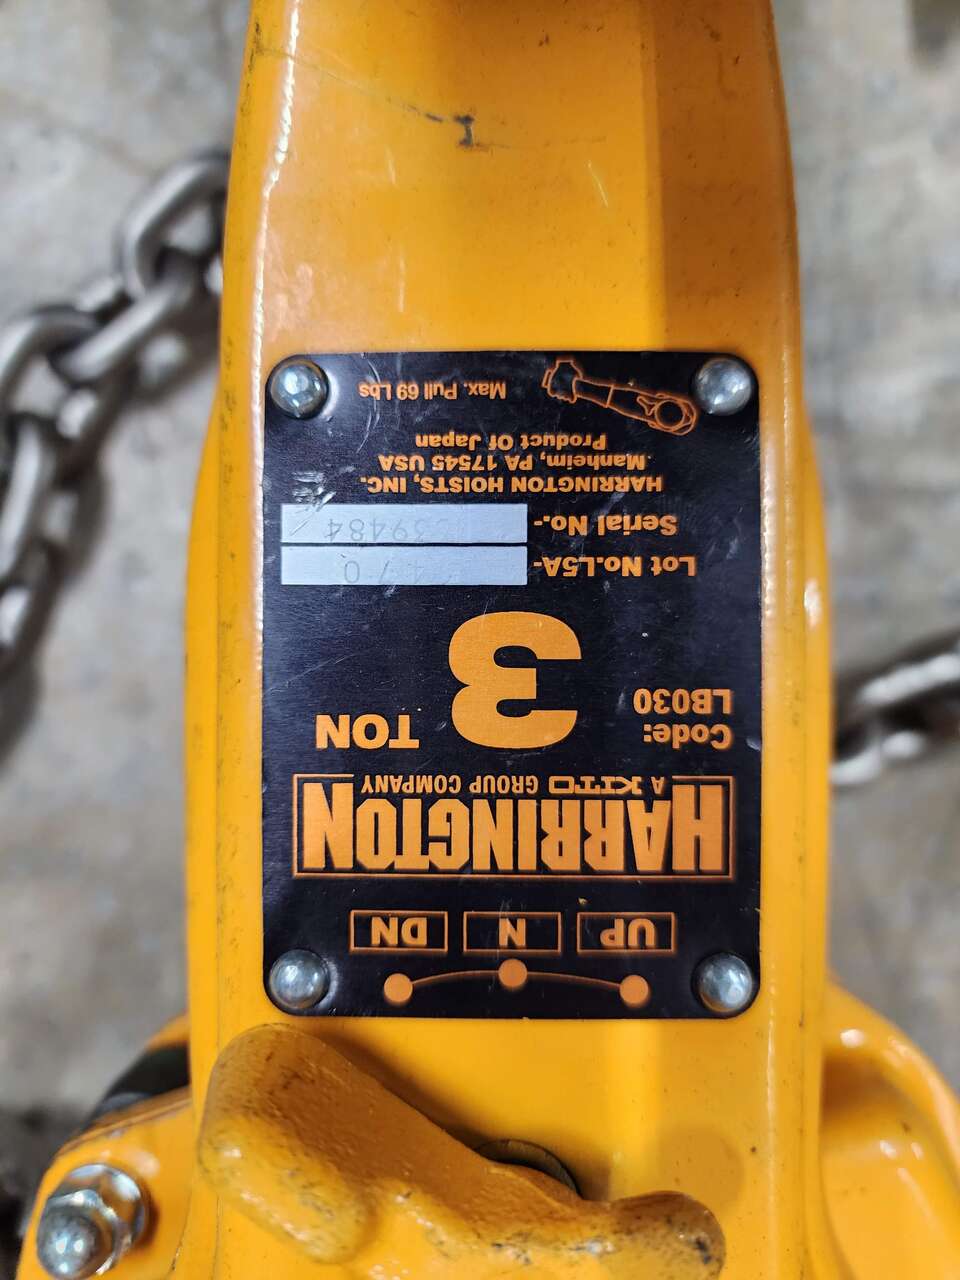 UP N DN
HARRINGTON
A KITO GROUP COMPANY
Code:
LB030
3 TON
Lot No.L5A-
Serial No.-
HARRINGTON HOISTS, INC.
Manheim, PA 17545 USA
Product Of Japan
Max. Pull 69 Lbs